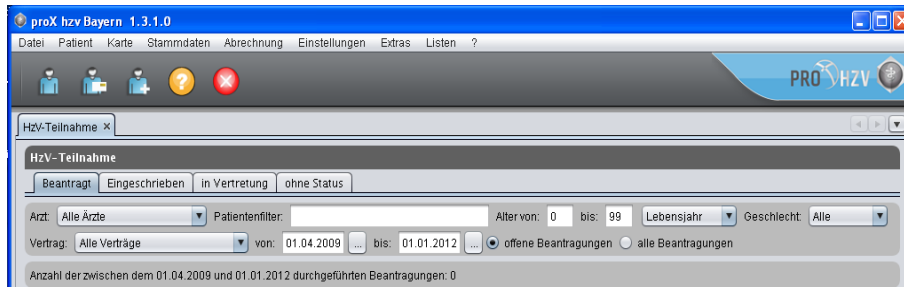 proX hzv Bayern 1.3.1.0
Datei Patient Karte Stammdaten Abrechnung Einstellungen Extras Listen ?
PRO HZV
HzV-Teilnahme
HzV-Teilnahme
Beantragt Eingeschrieben in Vertretung ohne Status
Arzt: Alle Ärzte Patientenfilter: Alter von: 0 bis: 99 Lebensjahr Geschlecht: Alle
Vertrag: Alle Verträge von: 01.04.2009 ... bis: 01.01.2012 ... offene Beantragungen alle Beantragungen
Anzahl der zwischen dem 01.04.2009 und 01.01.2012 durchgeführten Beantragungen: 0